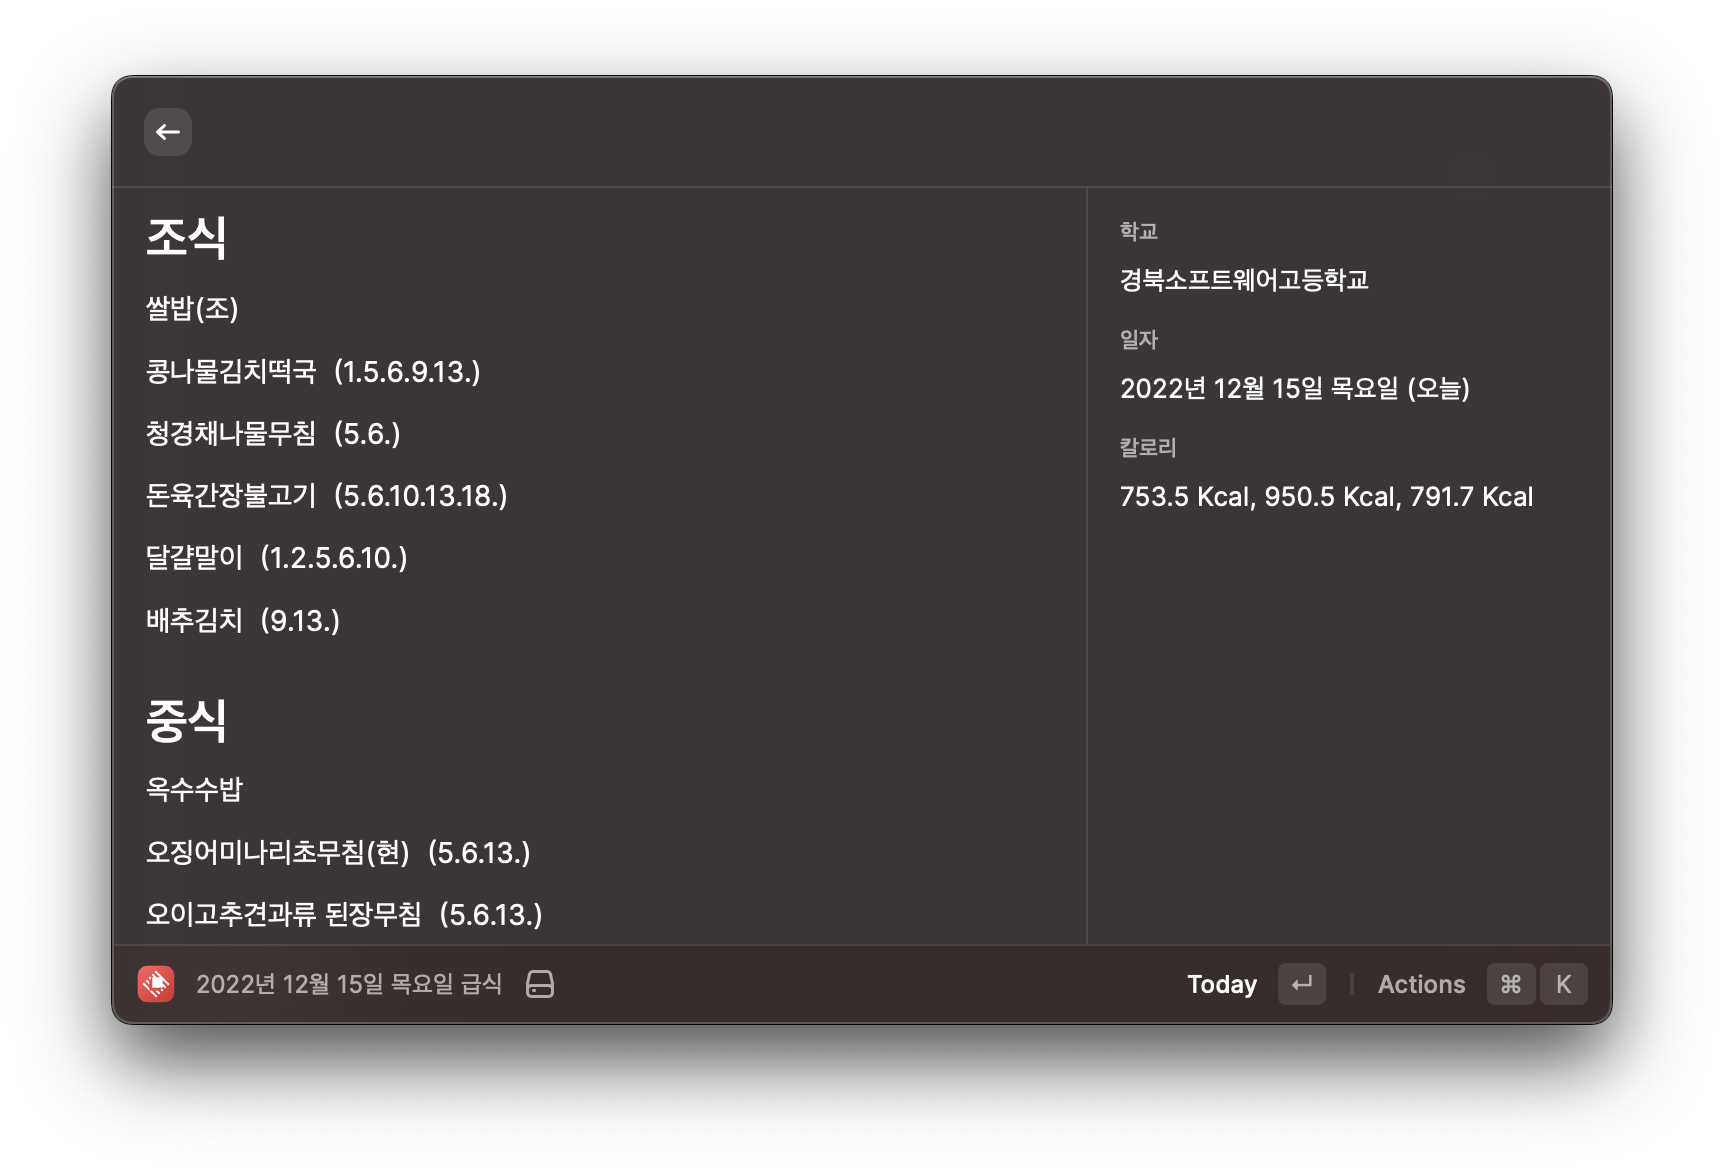 조식
쌀밥(조)
콩나물김치떡국 (1.5.6.9.13.)
청경채나물무침 (5.6.)
돈육간장불고기 (5.6.10.13.18.)
달걀말이 (1.2.5.6.10.)
배추김치 (9.13.)
중식
옥수수밥
오징어미나리초무침(현) (5.6.13.)
오이고추견과류 된장무침 (5.6.13.)
학교
경북소프트웨어고등학교
일자
2022년 12월 15일 목요일 (오늘)
칼로리
753.5 Kcal, 950.5 Kcal, 791.7 Kcal
2022년 12월 15일 목요일 급식
Today ↵ Actions ⌘ K